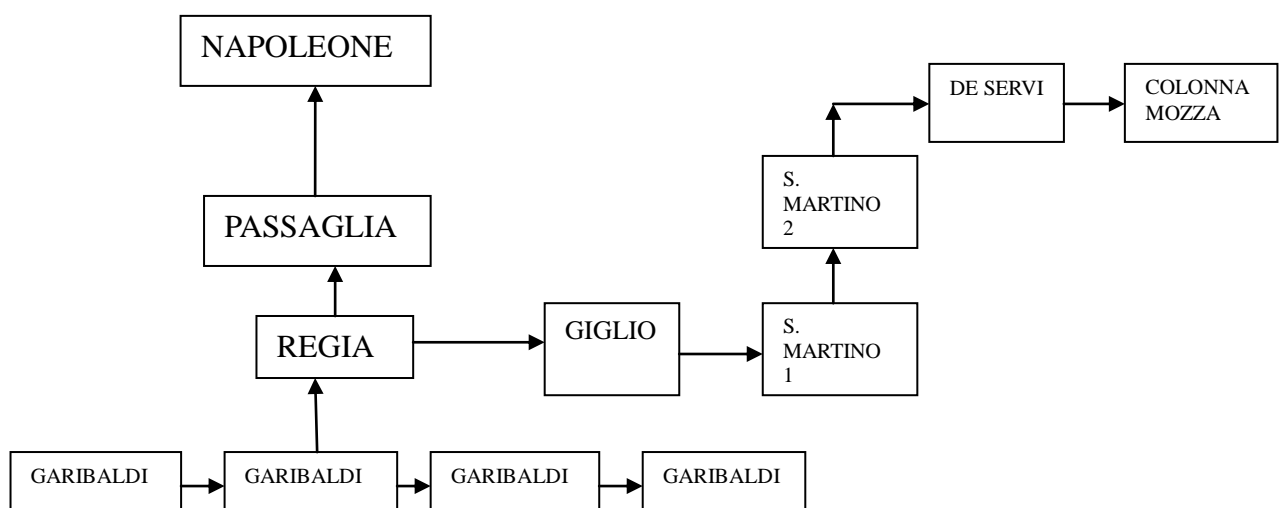 NAPOLEONE
DE SERVI
COLONNA
MOZZA
S.
MARTINO
2
PASSAGLIA
REGIA
GIGLIO
S.
MARTINO
1
GARIBALDI
GARIBALDI
GARIBALDI
GARIBALDI